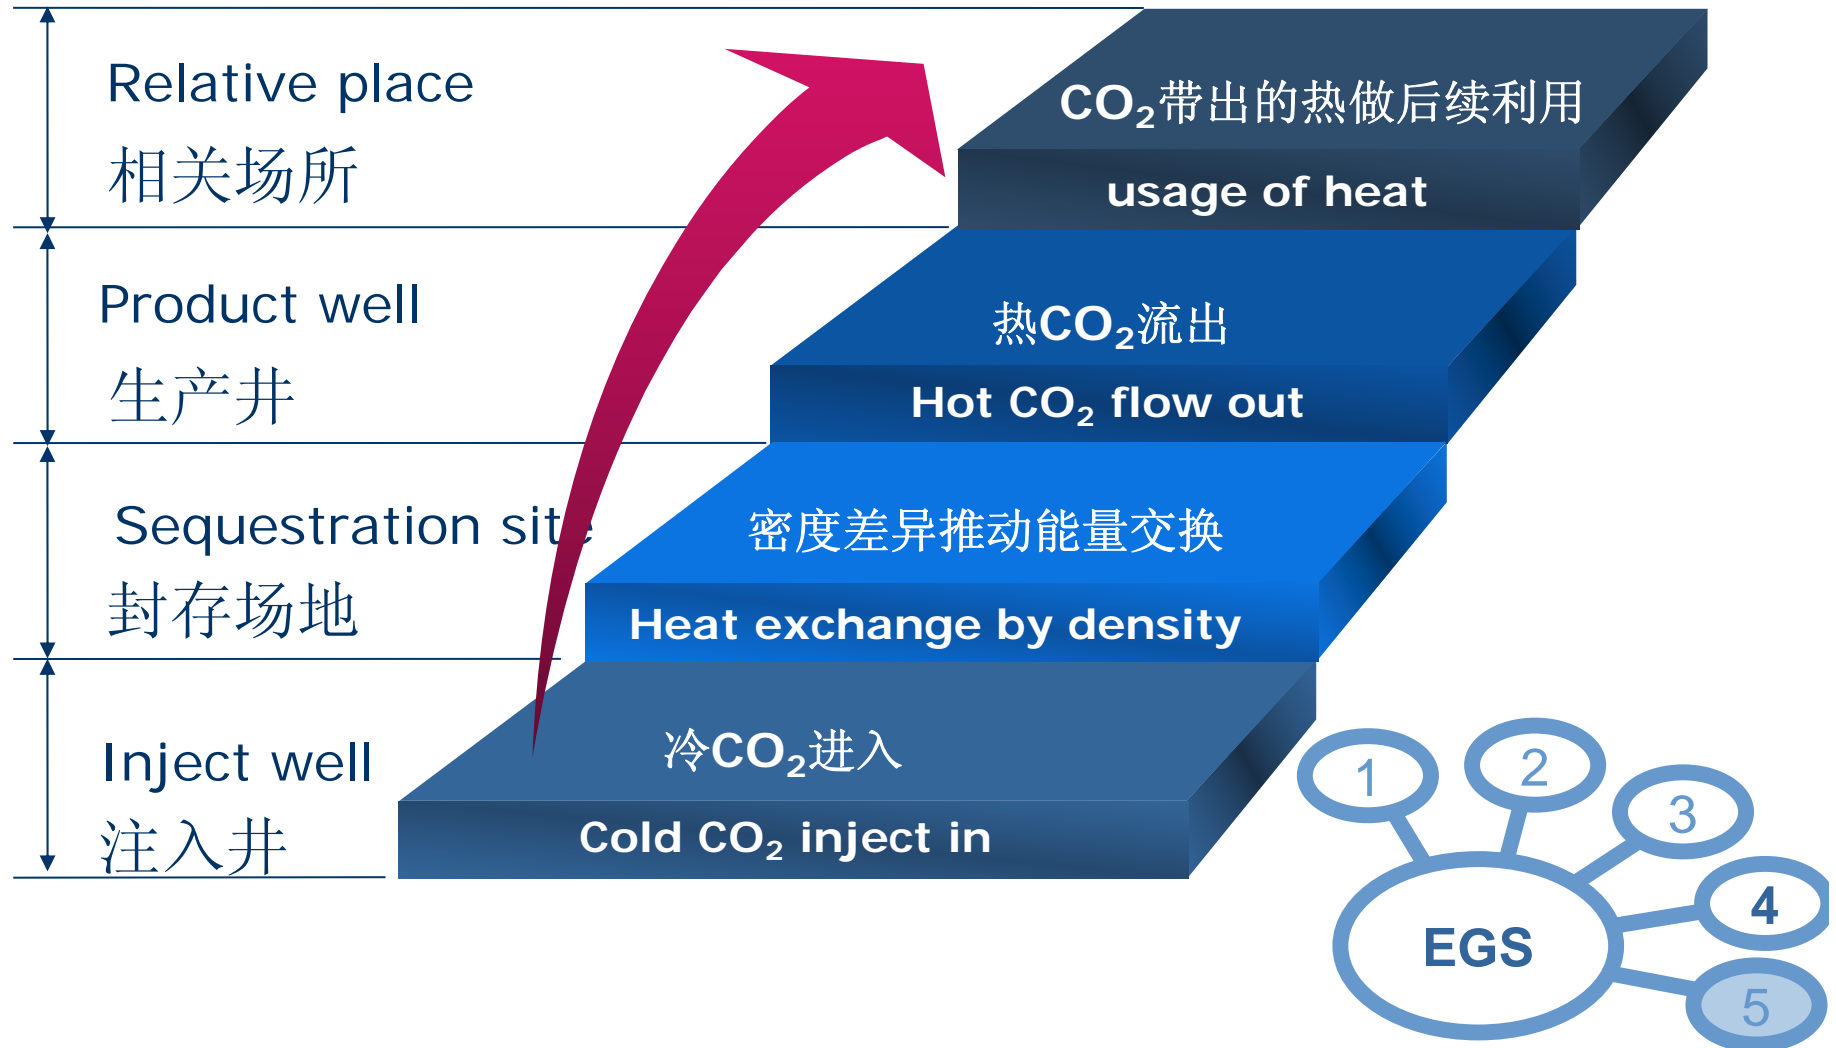 Relative place
相关场所
CO₂带出的热做后续利用
usage of heat
Product well
生产井
热CO₂流出
Hot CO₂ flow out
Sequestration site
封存场地
密度差异推动能量交换
Heat exchange by density
Inject well
注入井
冷CO₂进入
Cold CO₂ inject in
1
2
3
4
5
EGS